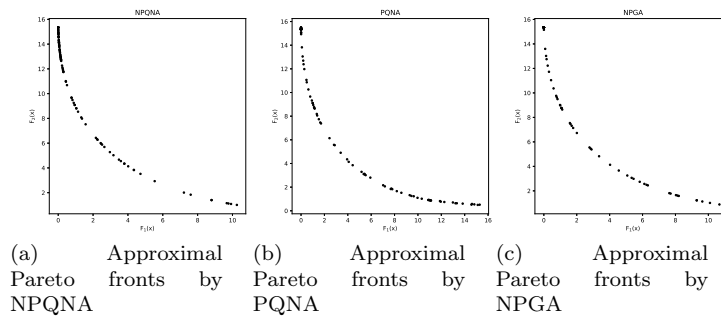 NPQNA
16
14
12
10
8
6
4
2
F₂(x)
0 2 4 6 8 10
F₁(x)
PQNA
16
14
12
10
8
6
4
2
0
F₂(x)
0 2 4 6 8 10 12 14 16
F₁(x)
NPGA
16
14
12
10
8
6
4
2
F₂(x)
0 2 4 6 8 10
F₁(x)
(a) Approximal
Pareto fronts by
NPQNA
(b) Approximal
Pareto fronts by
PQNA
(c) Approximal
Pareto fronts by
NPGA